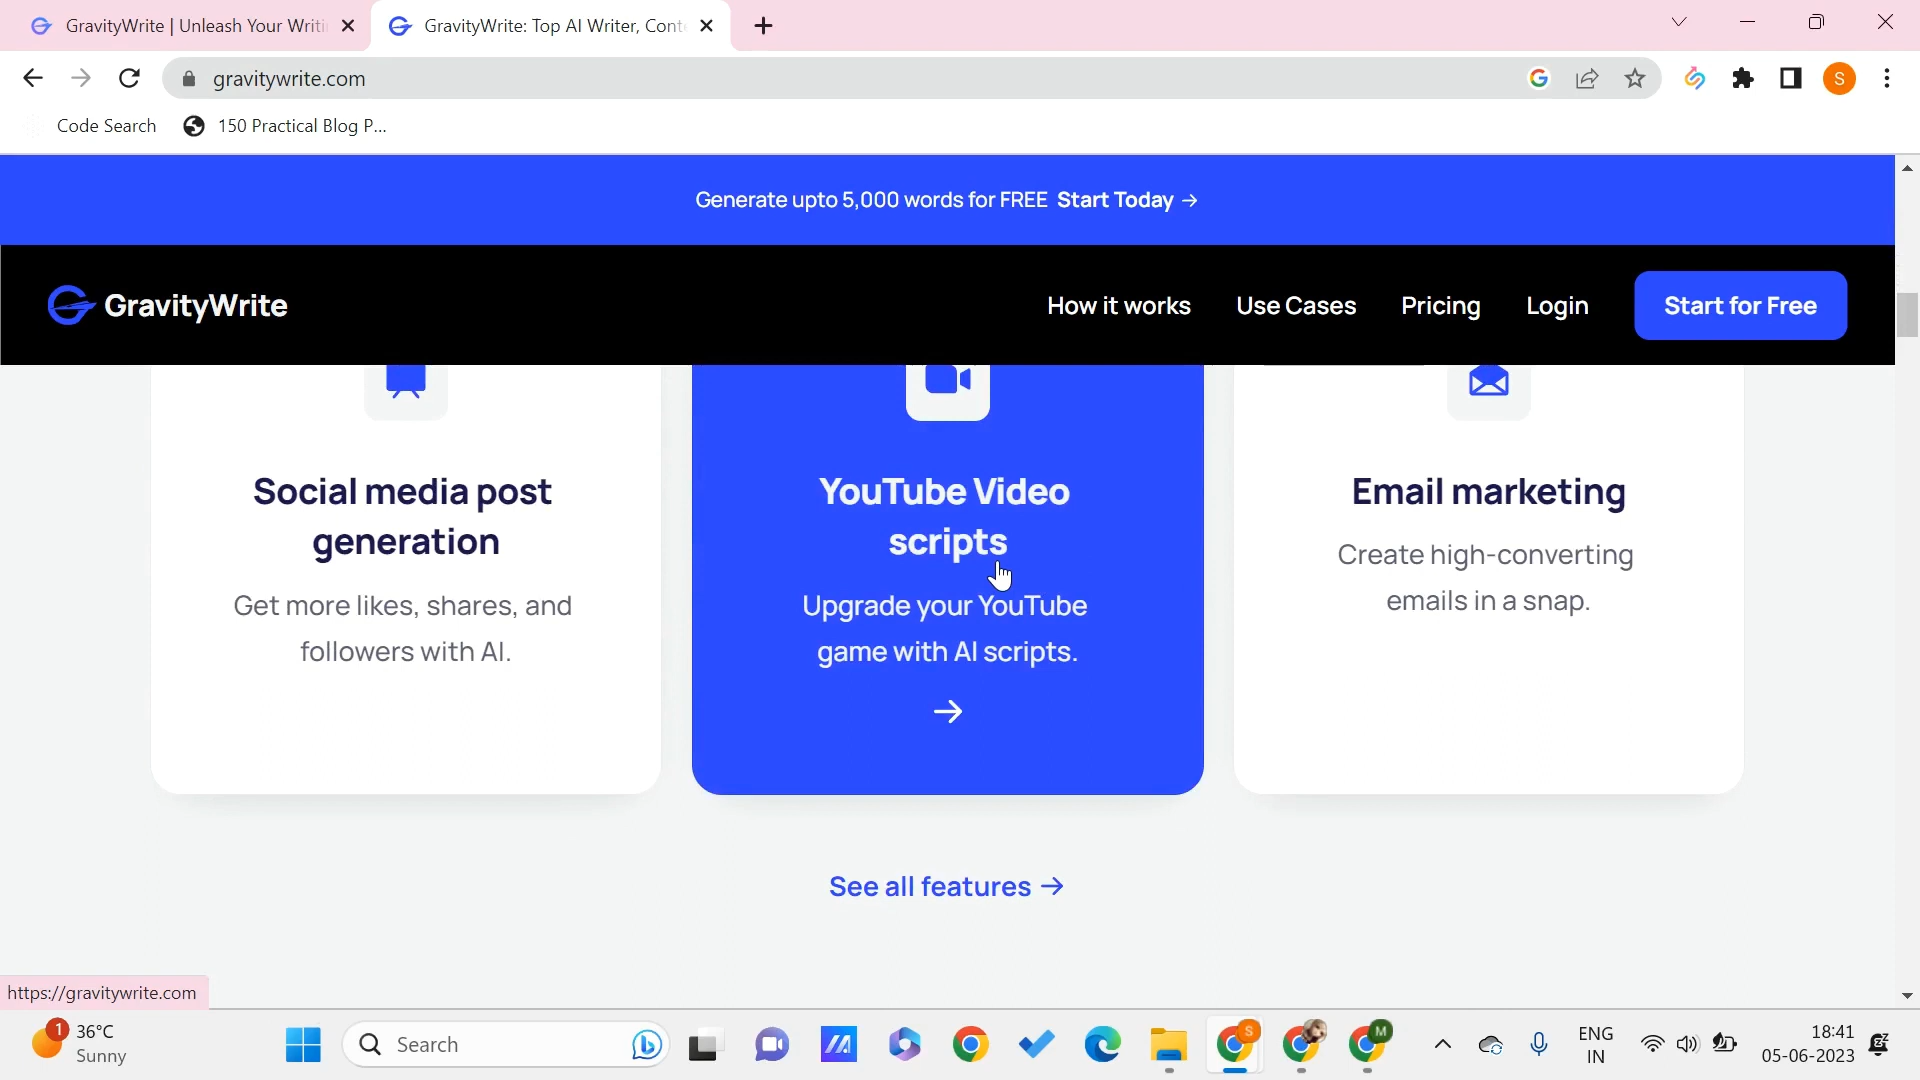 GravityWrite | Unleash Your Writi
GravityWrite: Top AI Writer, Conte
gravitywrite.com
S
Code Search
150 Practical Blog P...
Generate upto 5,000 words for FREE Start Today →
GravityWrite
How it works
Use Cases
Pricing
Login
Start for Free
Social media post
generation
Get more likes, shares, and
followers with AI.
YouTube Video
scripts
Upgrade your YouTube
game with AI scripts.
→
Email marketing
Create high-converting
emails in a snap.
See all features →
https://gravitywrite.com
1
36°C
Sunny
Search
S
M
ENG
IN
18:41
05-06-2023